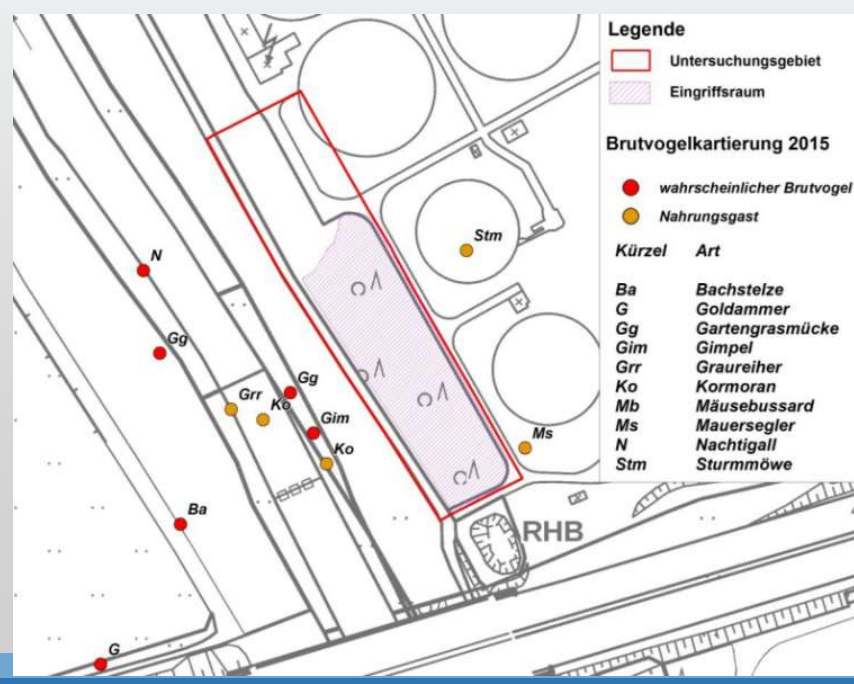 Legende
Untersuchungsgebiet
Eingriffsraum
Brutvogelkartierung 2015
wahrscheinlicher Brutvogel
Nahrungsgast
Kürzel Art
Ba Bachstelze
G Goldammer
Gg Gartengrasmücke
Gim Gimpel
Grr Graureiher
Ko Kormoran
Mb Mäusebussard
Ms Mauersegler
N Nachtigall
Stm Sturmmöwe
Stm
N
Gg
Gg
Grr
Ko
Gim
Ko
Ms
Ba
RHB
G